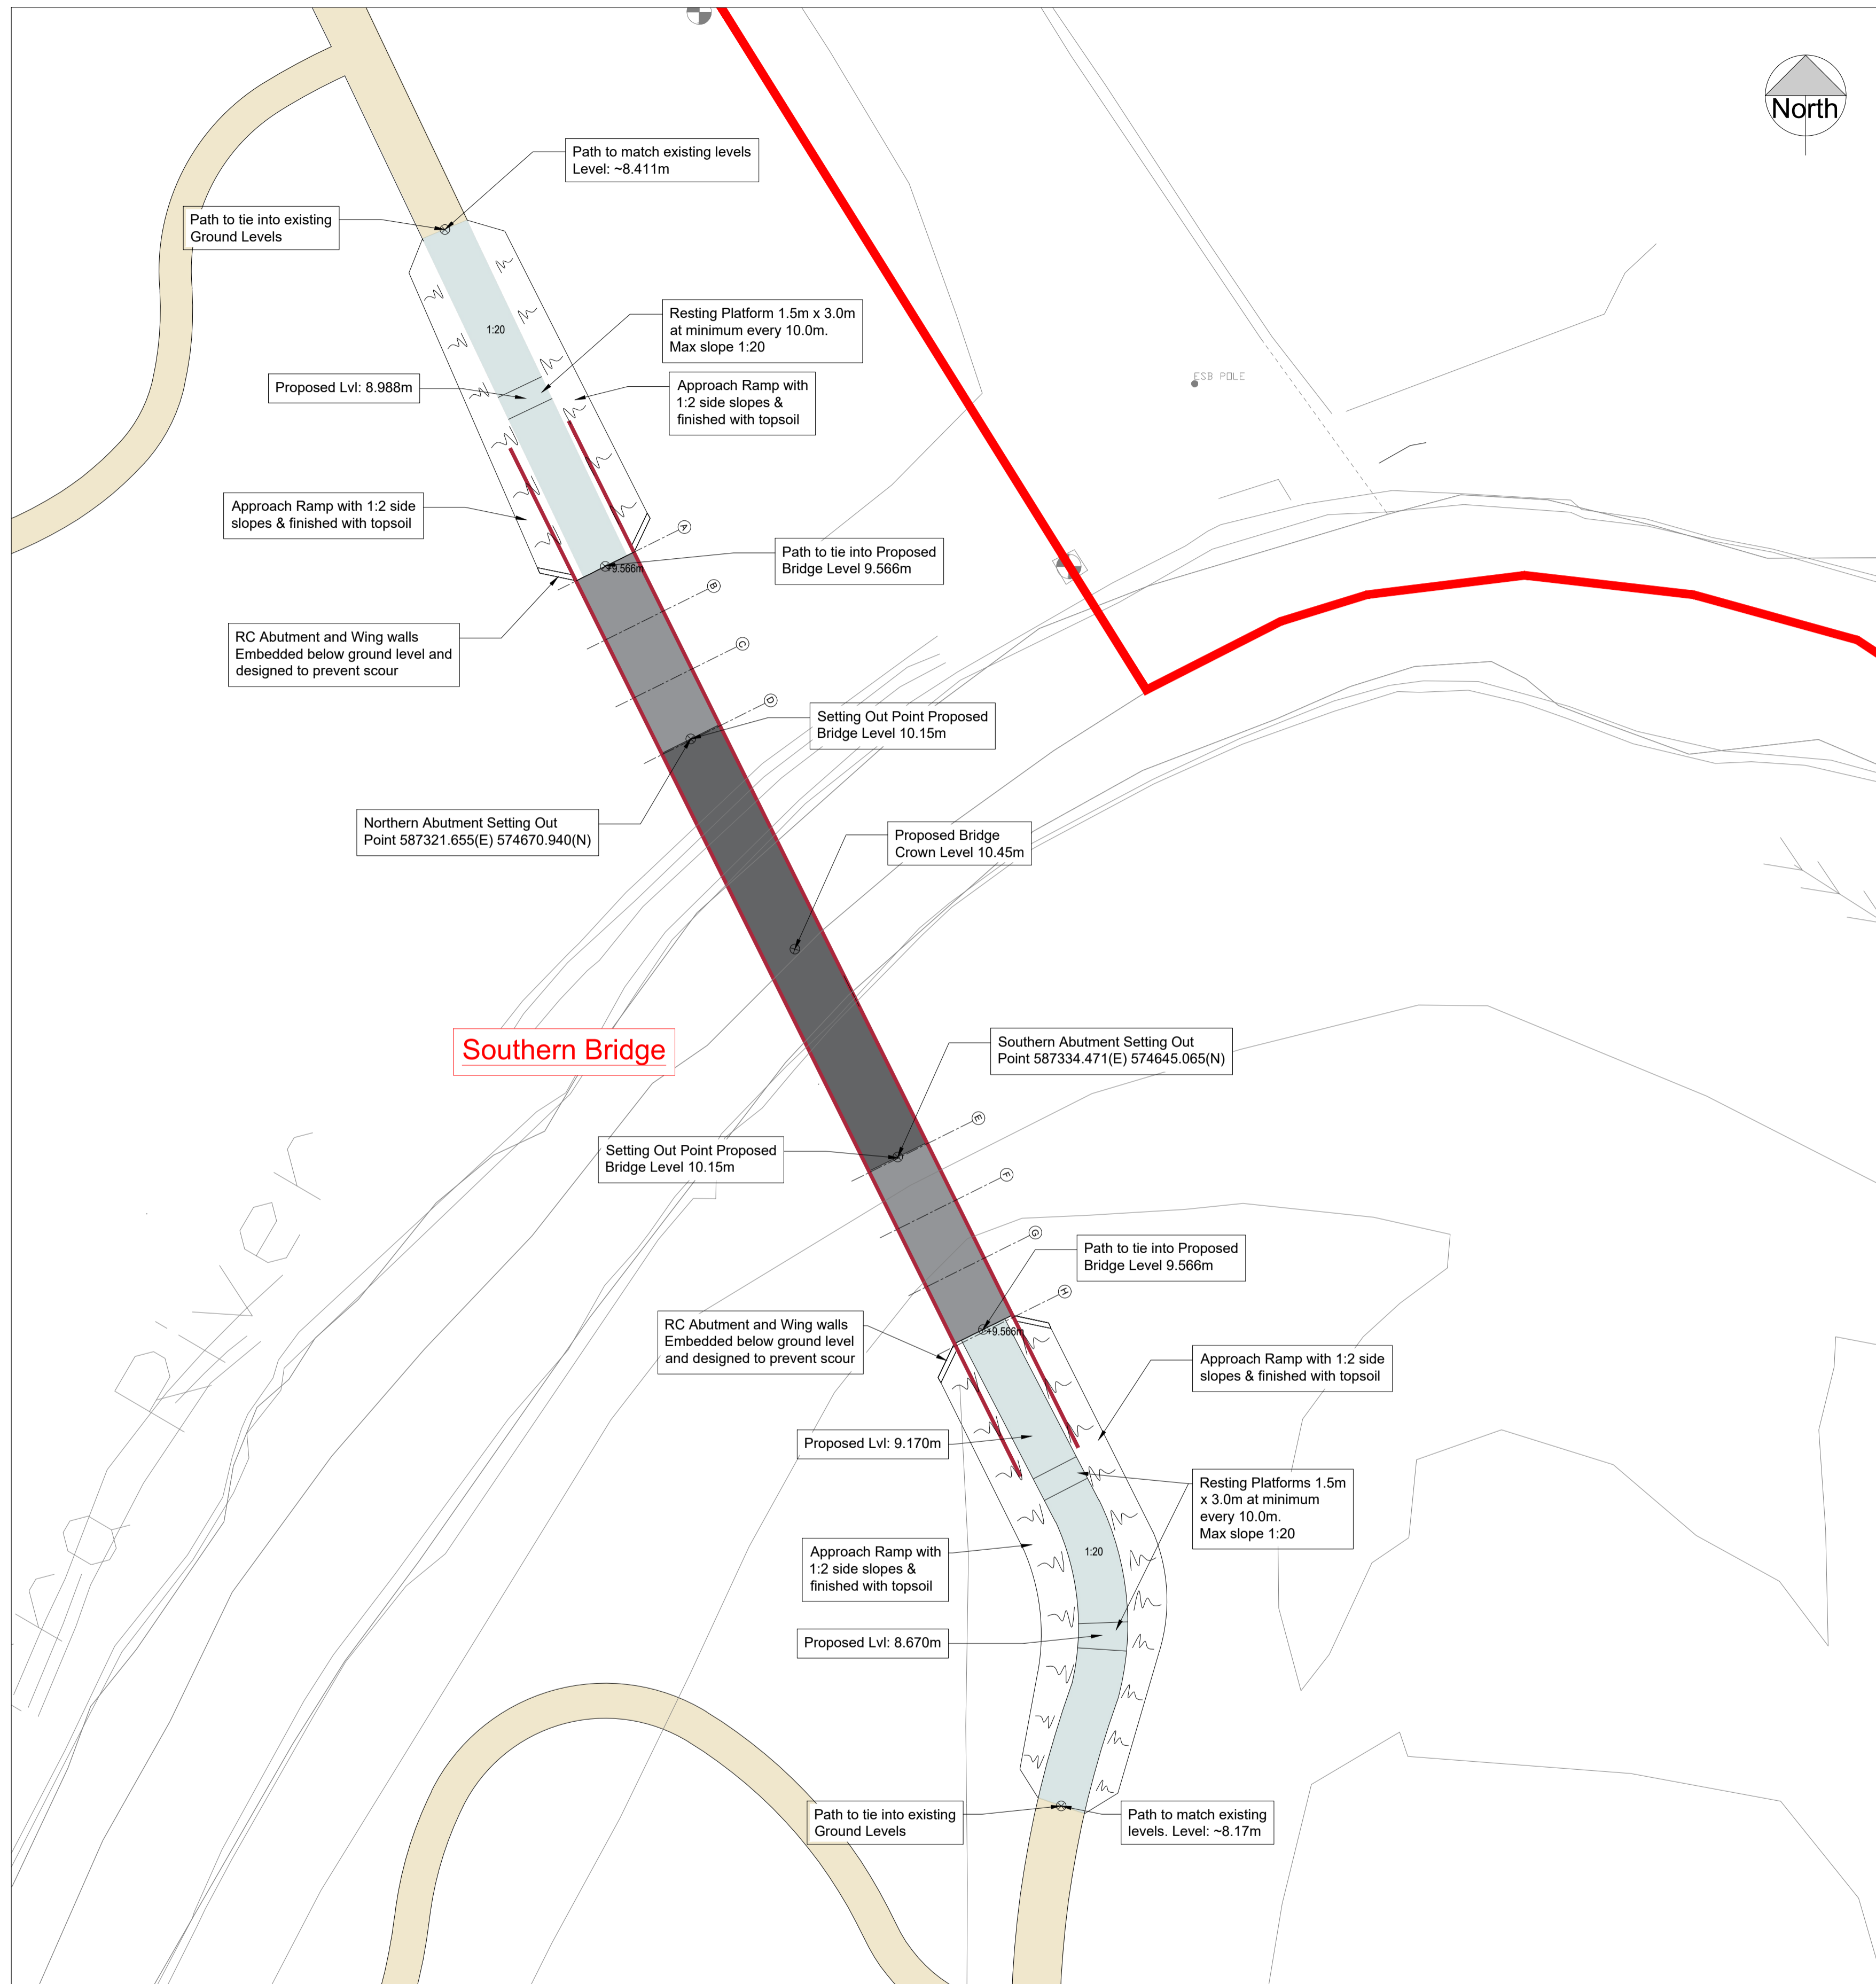 North
Path to match existing levels
Level: ~8.411m
Path to tie into existing
Ground Levels
1:20
Resting Platform 1.5m x 3.0m
at minimum every 10.0m.
Max slope 1:20
ESB POLE
Proposed Lvl: 8.988m
Approach Ramp with
1:2 side slopes &
finished with topsoil
Approach Ramp with 1:2 side
slopes & finished with topsoil
A
Path to tie into Proposed
Bridge Level 9.566m
+9.566m
B
RC Abutment and Wing walls
Embedded below ground level and
designed to prevent scour
C
D
Setting Out Point Proposed
Bridge Level 10.15m
Northern Abutment Setting Out
Point 587321.655(E) 574670.940(N)
Proposed Bridge
Crown Level 10.45m
Southern Bridge
Southern Abutment Setting Out
Point 587334.471(E) 574645.065(N)
E
Setting Out Point Proposed
Bridge Level 10.15m
F
G
Path to tie into Proposed
Bridge Level 9.566m
H
+9.566m
RC Abutment and Wing walls
Embedded below ground level
and designed to prevent scour
Approach Ramp with 1:2 side
slopes & finished with topsoil
Proposed Lvl: 9.170m
Resting Platforms 1.5m
x 3.0m at minimum
every 10.0m.
Max slope 1:20
1:20
Approach Ramp with
1:2 side slopes &
finished with topsoil
Proposed Lvl: 8.670m
Path to tie into existing
Ground Levels
Path to match existing
levels. Level: ~8.17m